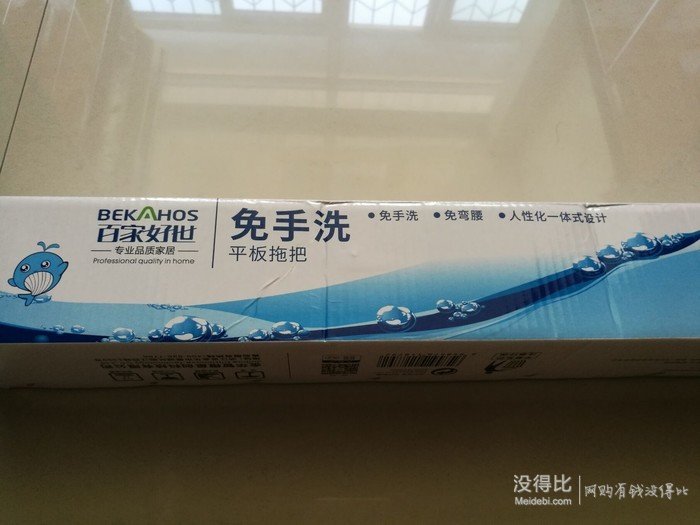 BEKAHOS
百家好世
专业品质家居
Professional quality in home
免手洗
平板拖把
•免手洗 •免弯腰 •人性化一体式设计
没得比
Meidebi.com
网购有钱没得比